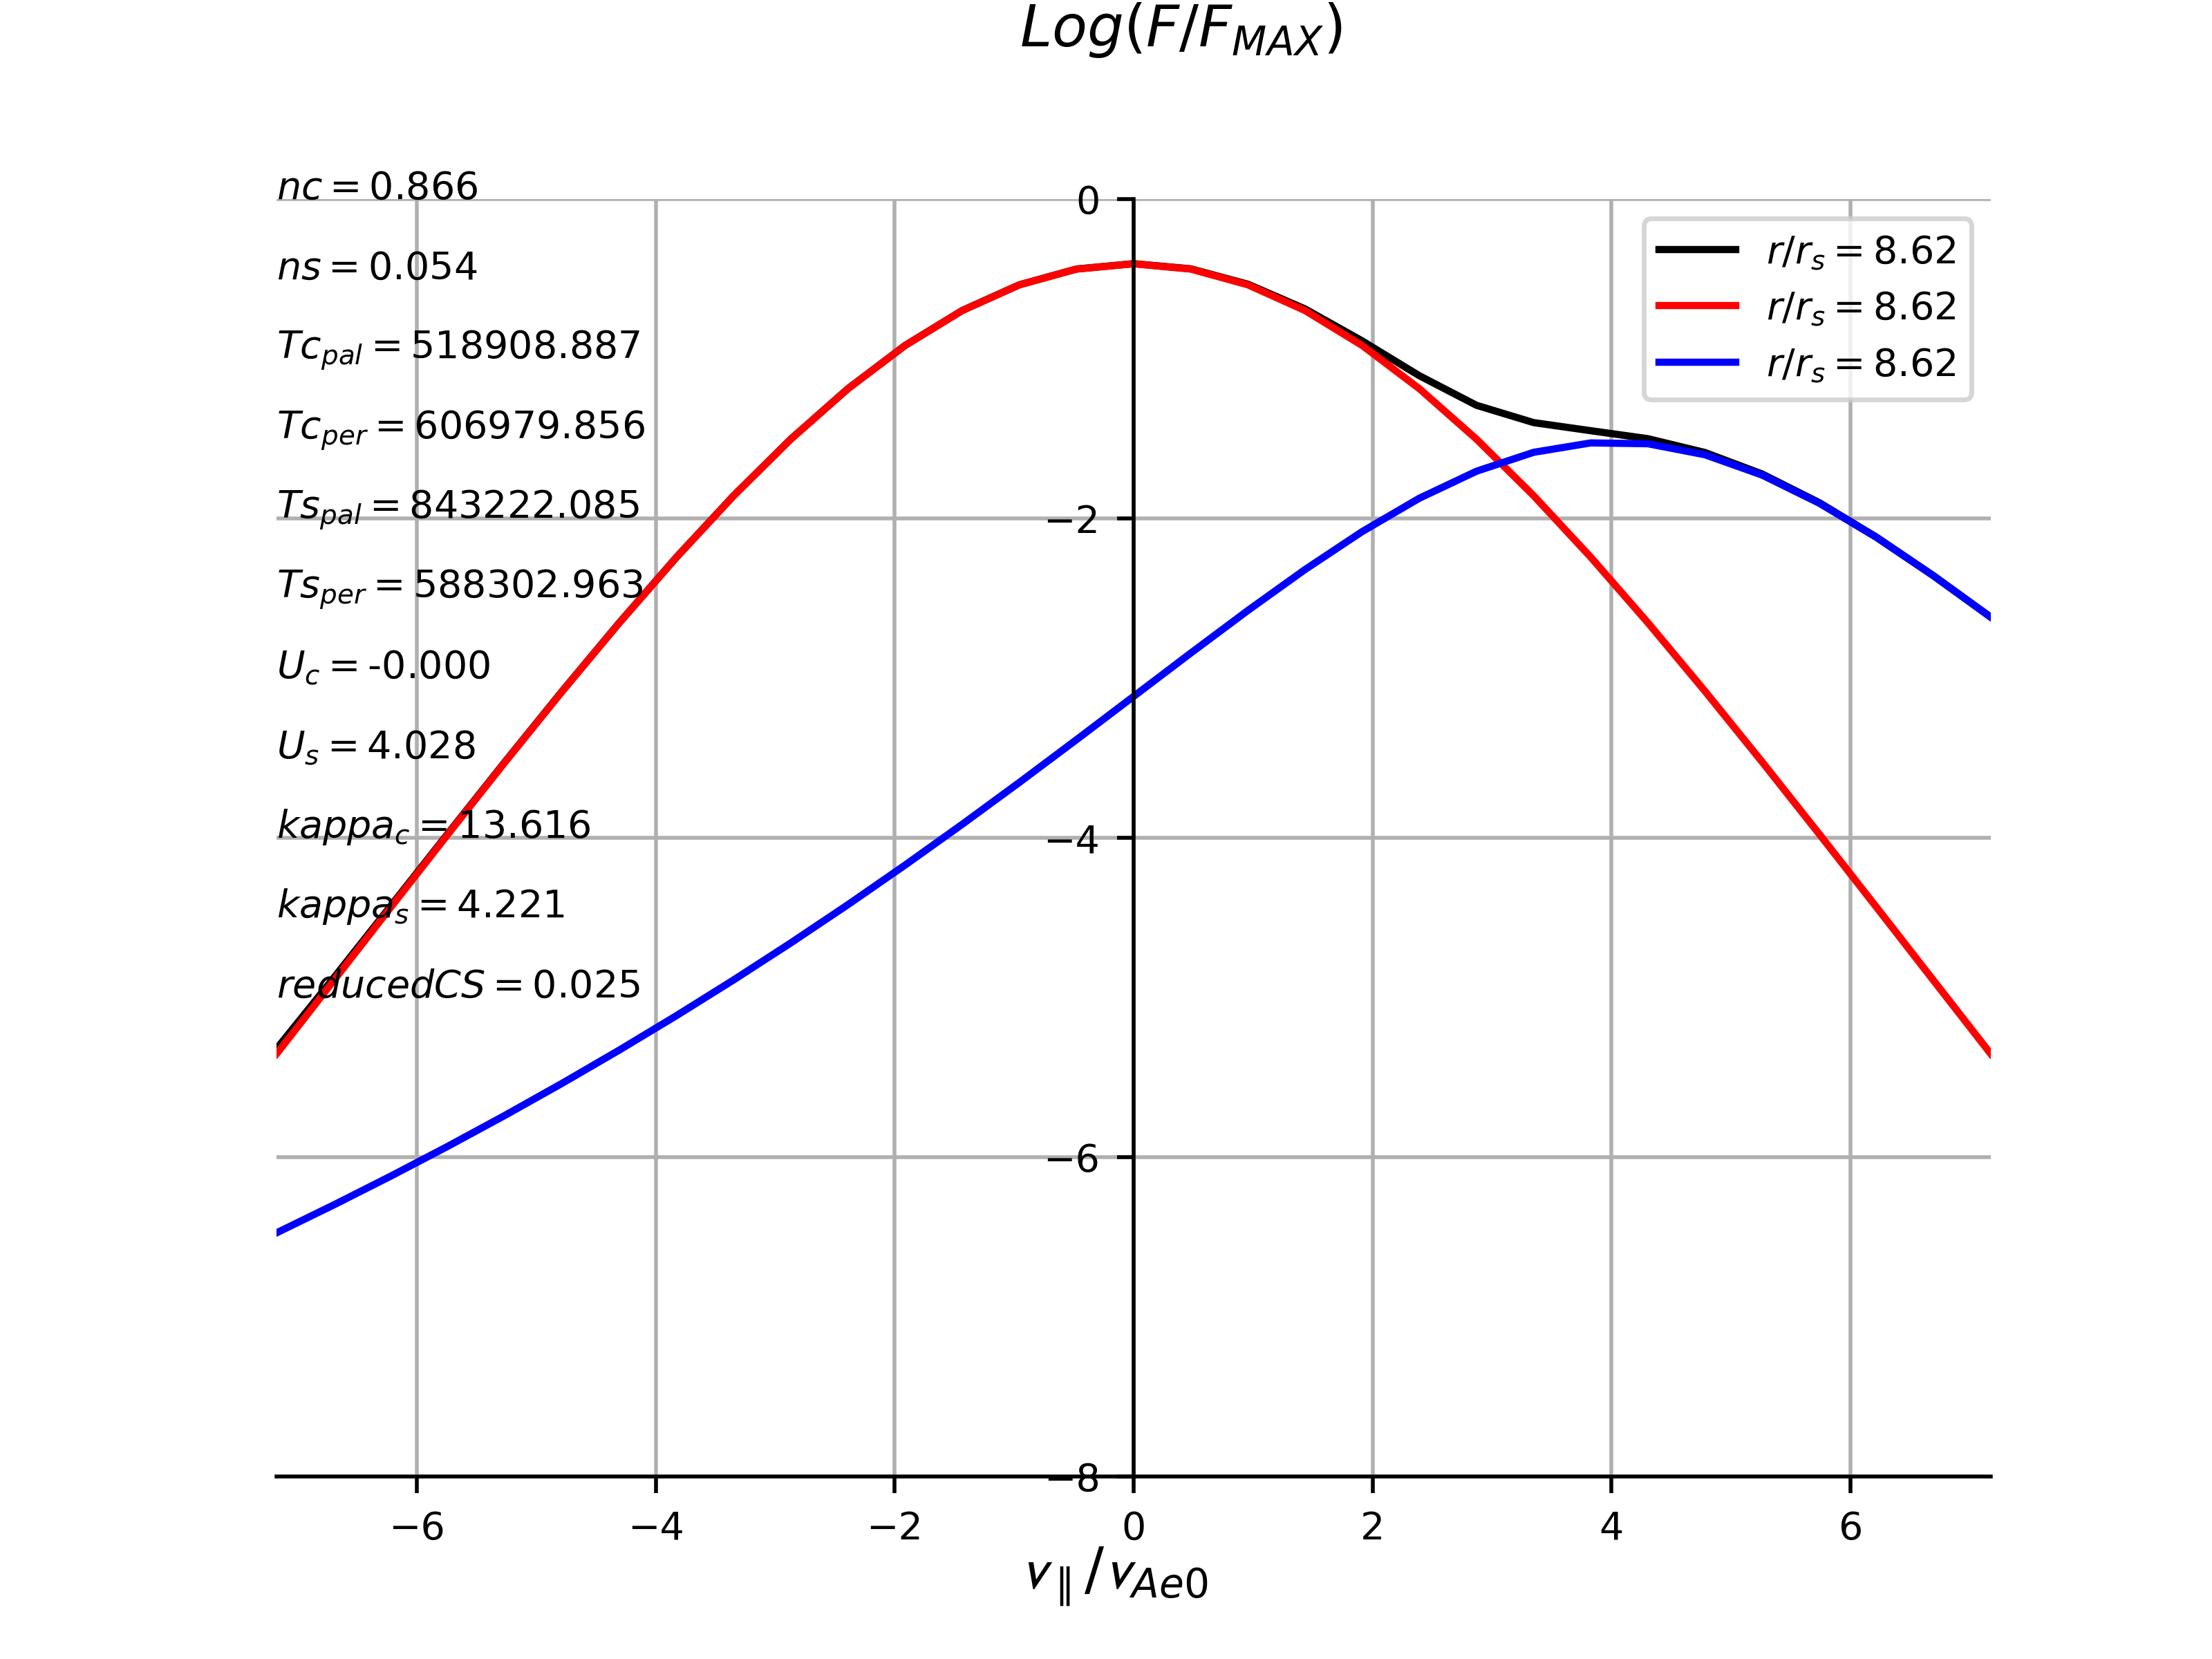 Log(F/F_MAX)
nc = 0.866
ns = 0.054
Tc_pal = 518908.887
Tc_per = 606979.856
Ts_pal = 843222.085
Ts_per = 588302.963
U_c = -0.000
U_s = 4.028
kappa_c = 13.616
kappa_s = 4.221
reducedCS = 0.025
0
−2
−4
−6
−8
r/r_s = 8.62
r/r_s = 8.62
r/r_s = 8.62
−6 −4 −2 0 2 4 6
v_∥/v_Ae0